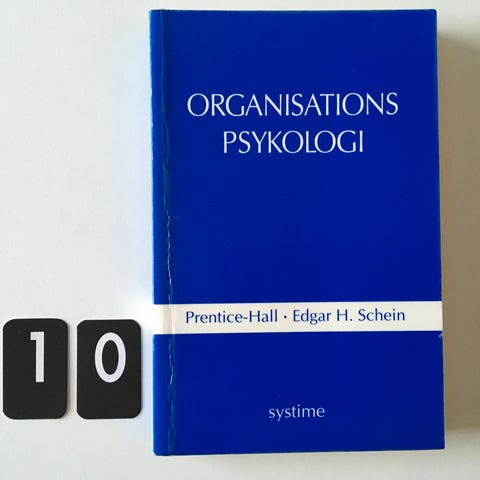 ORGANISATIONS
PSYKOLOGI
Prentice-Hall · Edgar H. Schein
1 0
systime